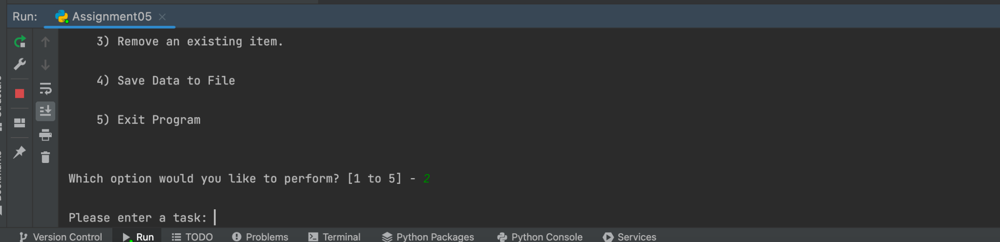 Run: Assignment05
3) Remove an existing item.
4) Save Data to File
5) Exit Program
Which option would you like to perform? [1 to 5] - 2
Please enter a task:
Version Control Run TODO Problems Terminal Python Packages Python Console Services